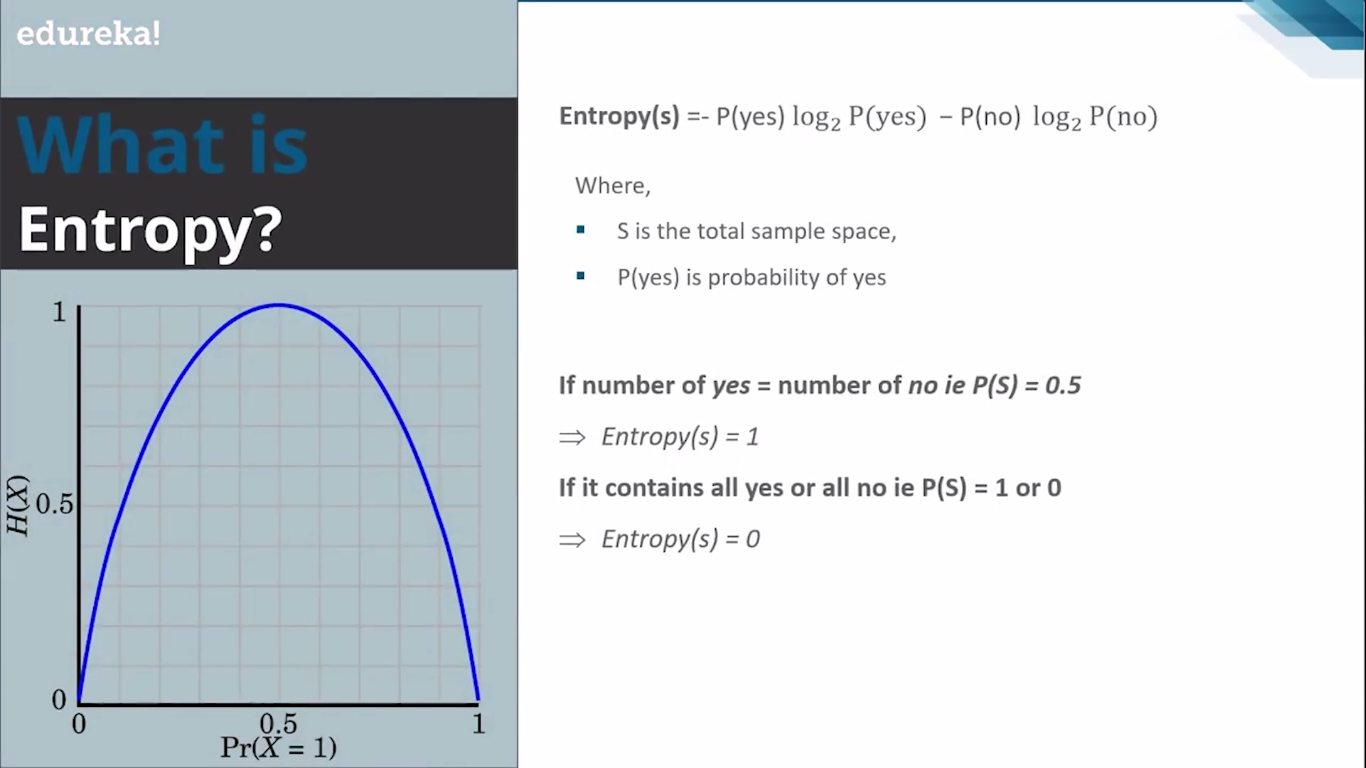 edureka!
What is
Entropy?
1
H(X)
0.5
0
0
0.5
1
Pr(X = 1)
Entropy(s) =- P(yes) log₂ P(yes) − P(no) log₂ P(no)
Where,
▪ S is the total sample space,
▪ P(yes) is probability of yes
If number of yes = number of no ie P(S) = 0.5
⟹ Entropy(s) = 1
If it contains all yes or all no ie P(S) = 1 or 0
⟹ Entropy(s) = 0